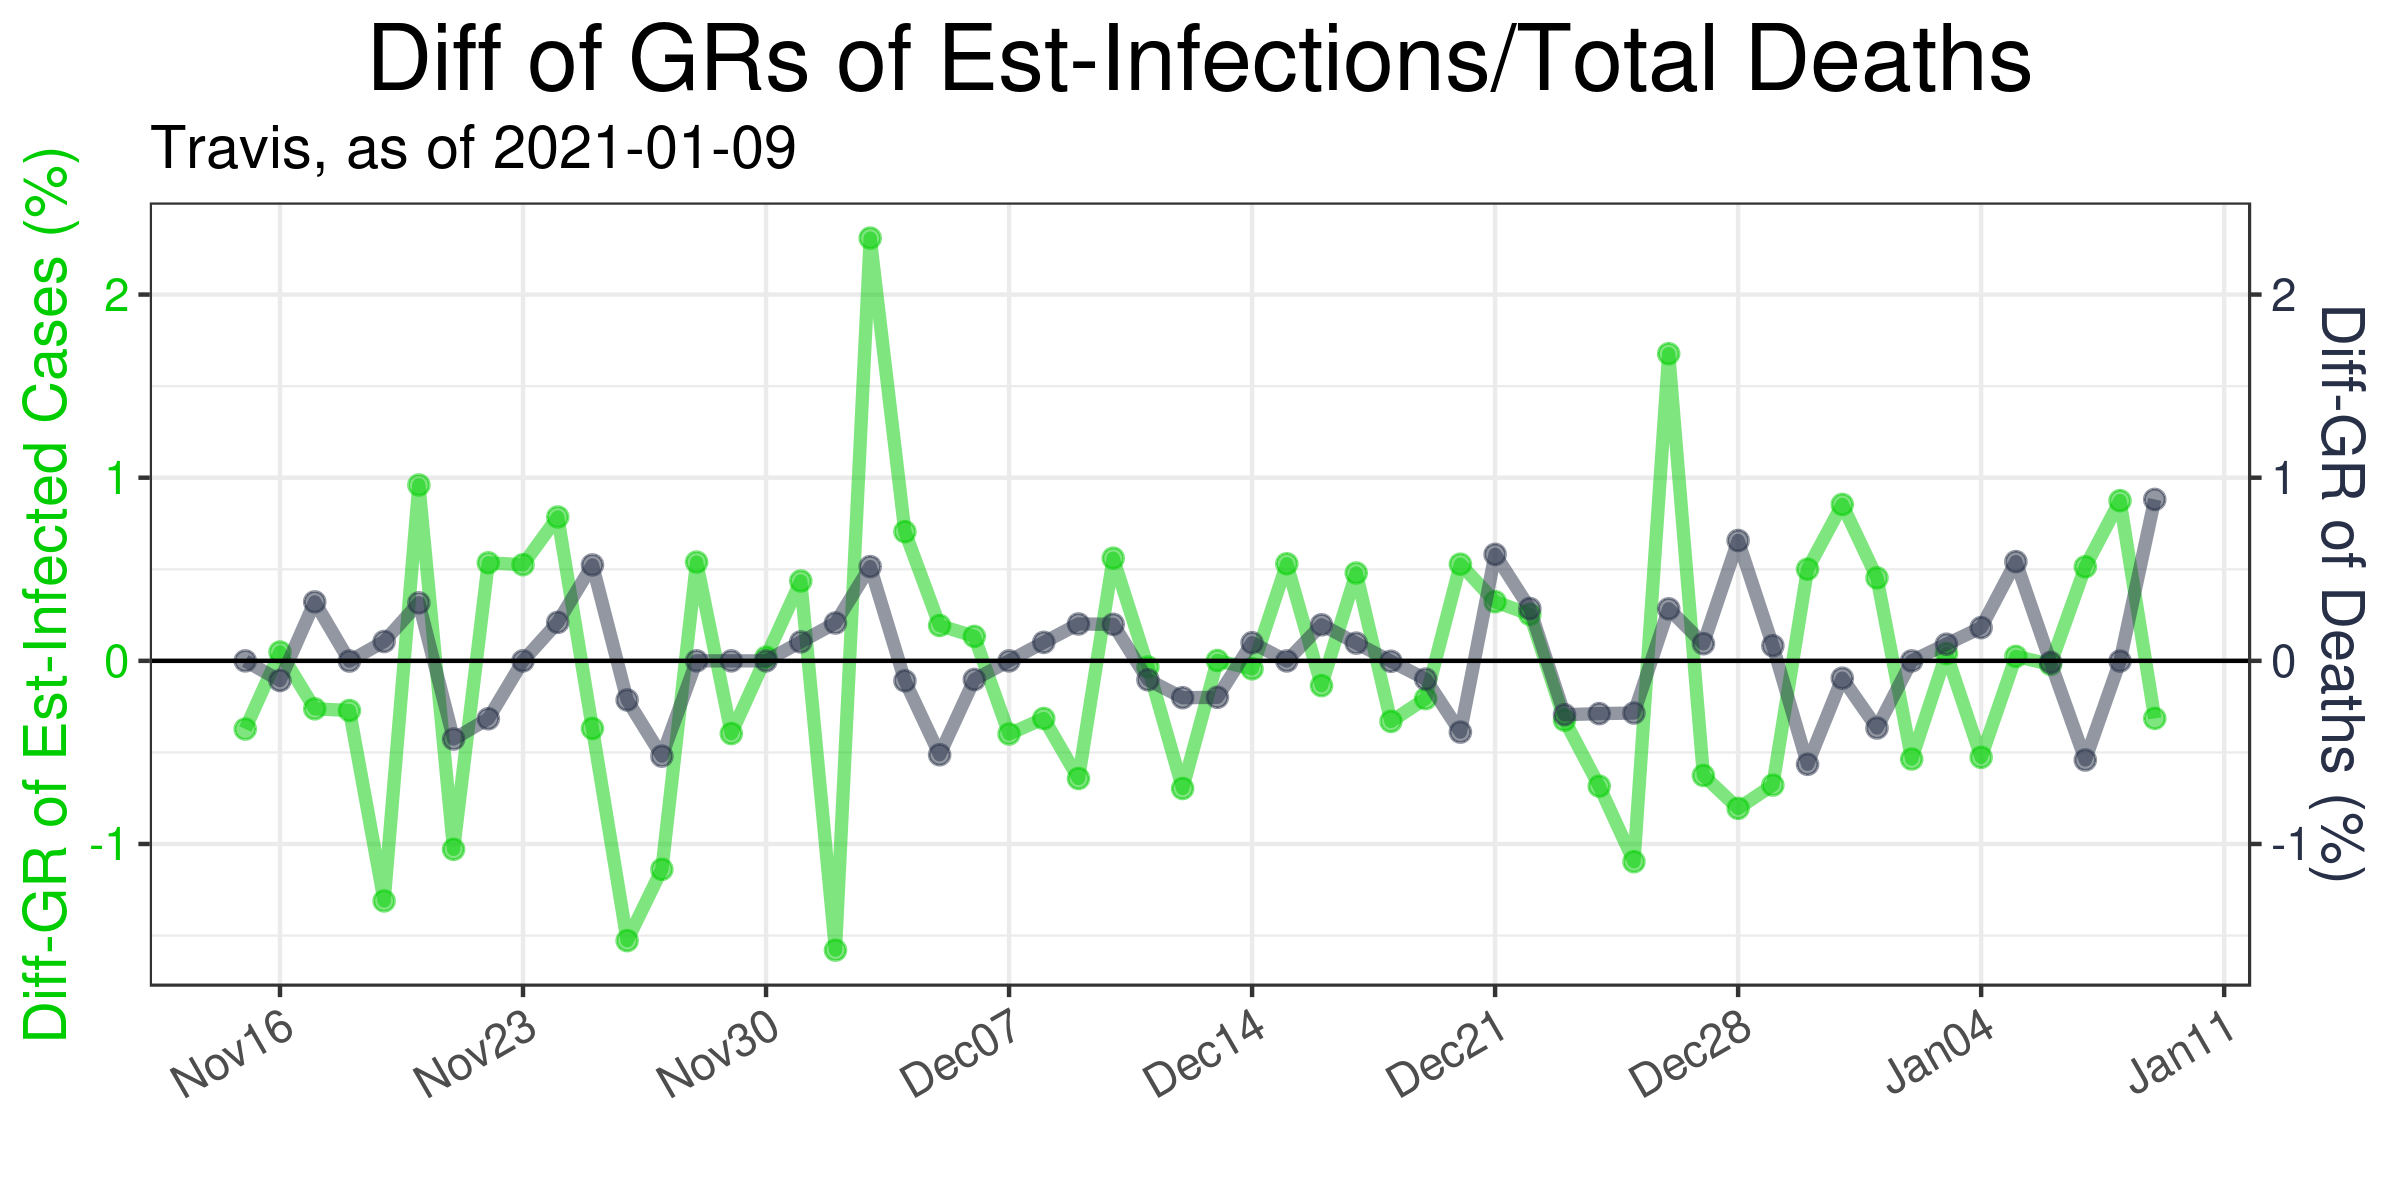 Diff of GRs of Est-Infections/Total Deaths
Travis, as of 2021-01-09
Diff-GR of Est-Infected Cases (%)
2
1
0
-1
2
1
0
-1
Diff-GR of Deaths (%)
Nov16
Nov23
Nov30
Dec07
Dec14
Dec21
Dec28
Jan04
Jan11